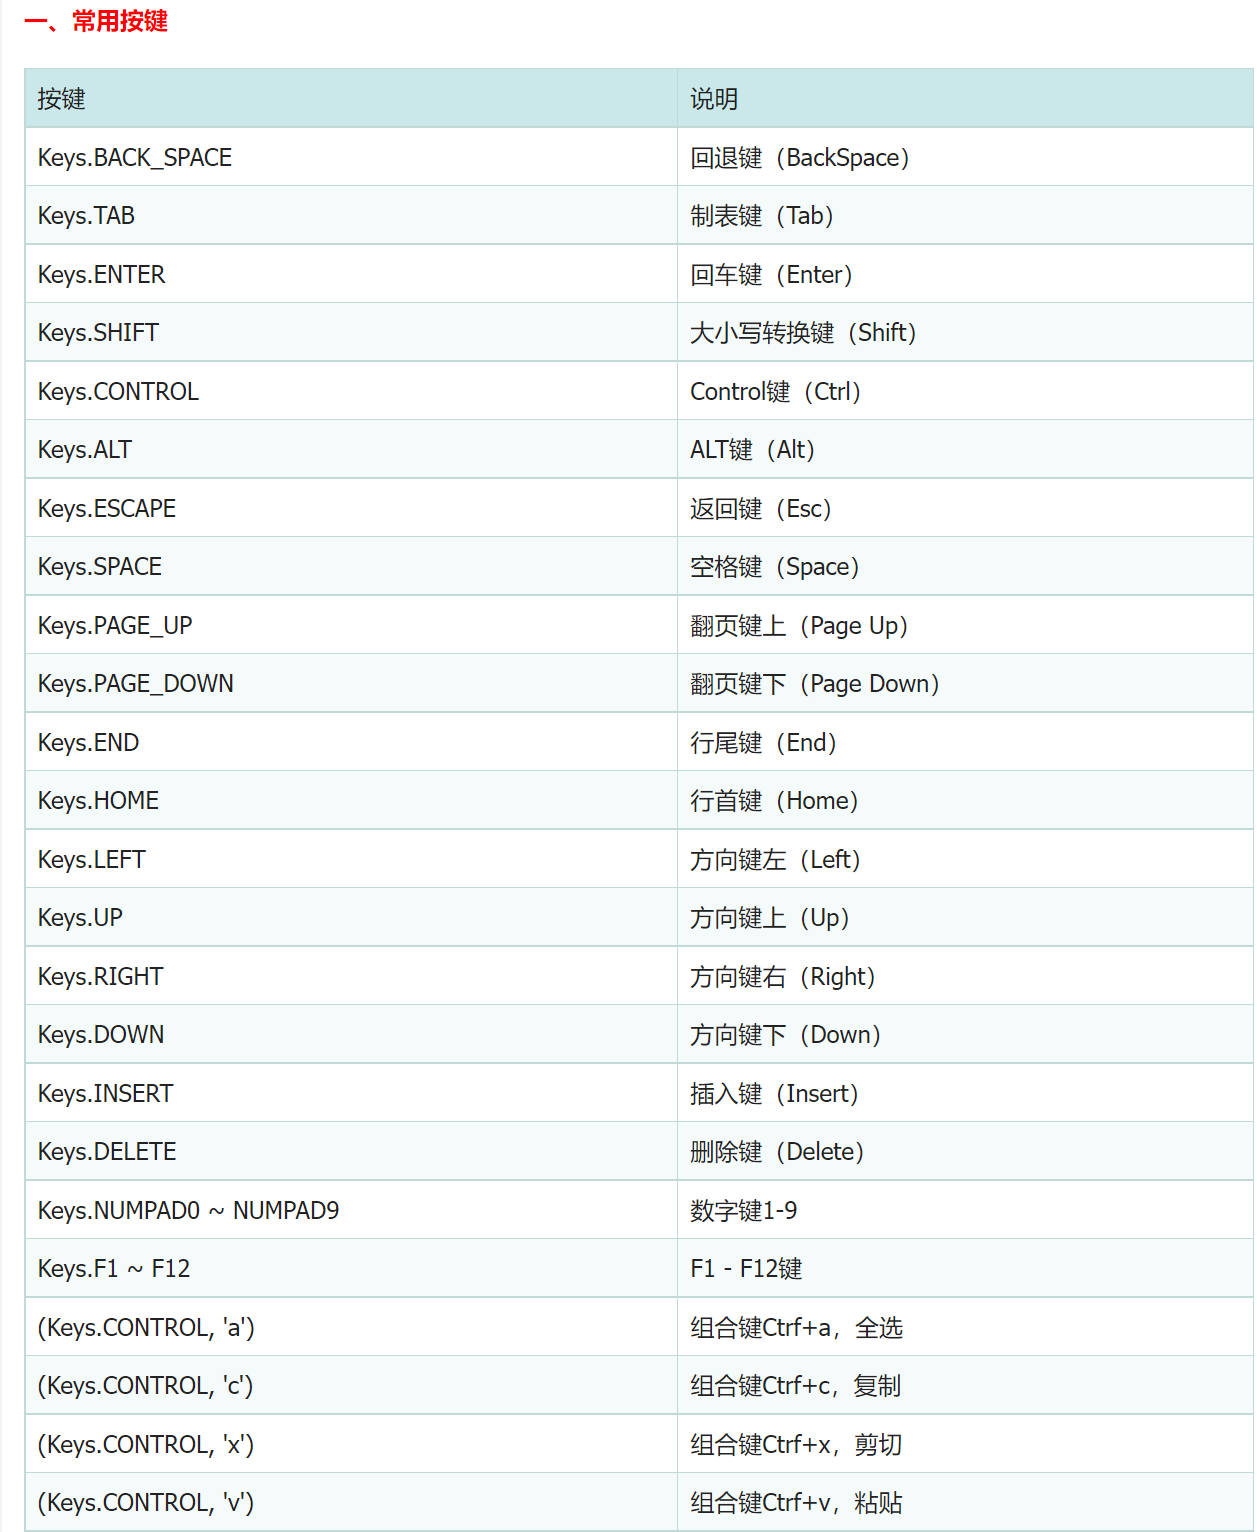 一、常用按键
按键 说明
Keys.BACK_SPACE 回退键（BackSpace）
Keys.TAB 制表键（Tab）
Keys.ENTER 回车键（Enter）
Keys.SHIFT 大小写转换键（Shift）
Keys.CONTROL Control键（Ctrl）
Keys.ALT ALT键（Alt）
Keys.ESCAPE 返回键（Esc）
Keys.SPACE 空格键（Space）
Keys.PAGE_UP 翻页键上（Page Up）
Keys.PAGE_DOWN 翻页键下（Page Down）
Keys.END 行尾键（End）
Keys.HOME 行首键（Home）
Keys.LEFT 方向键左（Left）
Keys.UP 方向键上（Up）
Keys.RIGHT 方向键右（Right）
Keys.DOWN 方向键下（Down）
Keys.INSERT 插入键（Insert）
Keys.DELETE 删除键（Delete）
Keys.NUMPAD0 ~ NUMPAD9 数字键1-9
Keys.F1 ~ F12 F1 - F12键
(Keys.CONTROL, 'a') 组合键Ctrf+a，全选
(Keys.CONTROL, 'c') 组合键Ctrf+c，复制
(Keys.CONTROL, 'x') 组合键Ctrf+x，剪切
(Keys.CONTROL, 'v') 组合键Ctrf+v，粘贴